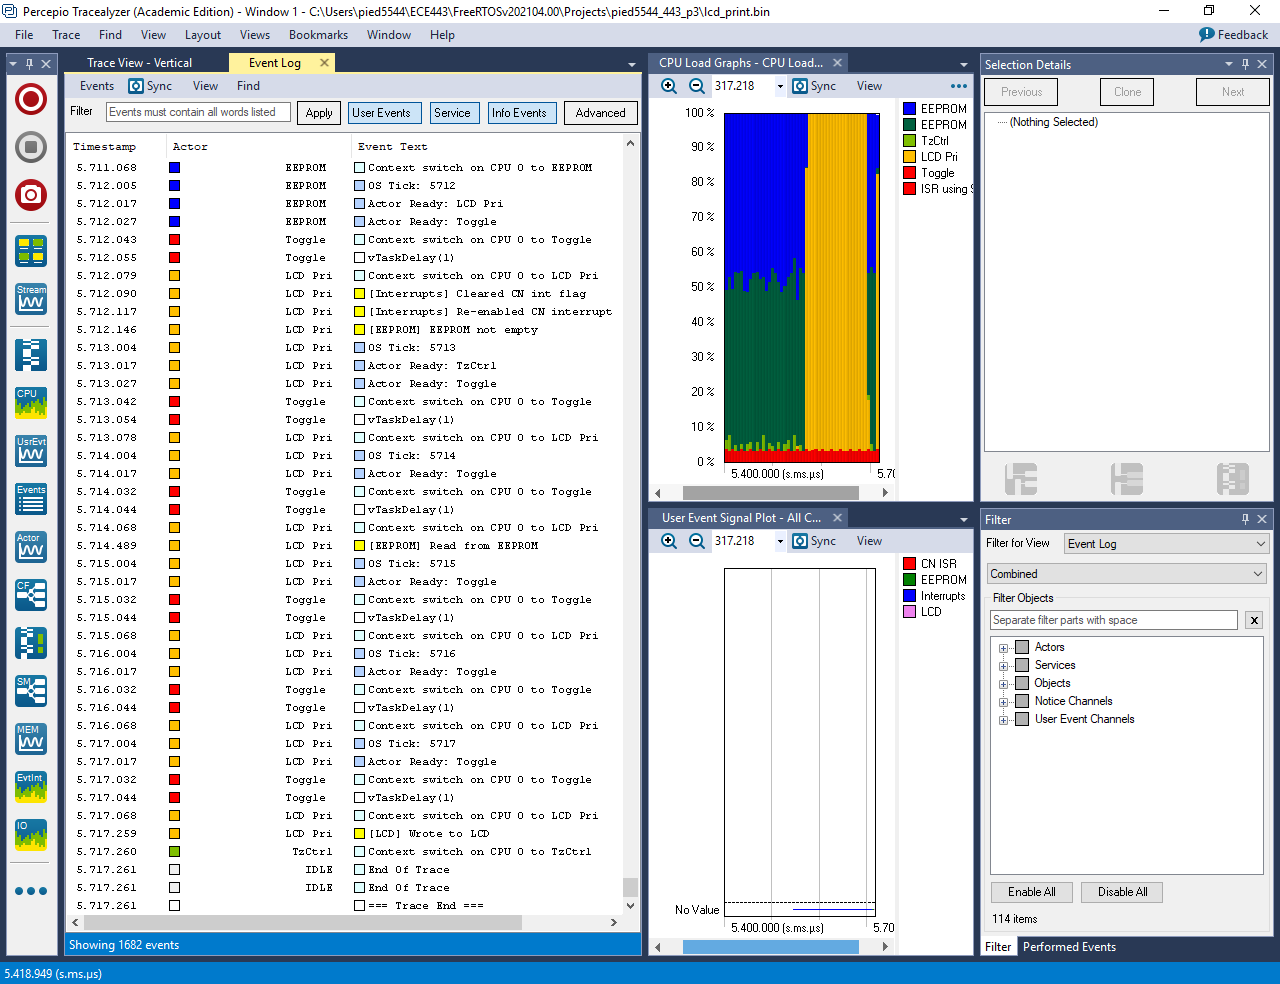 Percepio Tracealyzer (Academic Edition) - Window 1 - C:\Users\pied5544\ECE443\FreeRTOSv202104.00\Projects\pied5544_443_p3\lcd_print.bin
File Trace Find View Layout Views Bookmarks Window Help Feedback
Trace View - Vertical Event Log
Events Sync View Find
Filter Events must contain all words listed Apply User Events Service Info Events Advanced
Timestamp Actor Event Text
5.711.068 EEPROM Context switch on CPU 0 to EEPROM
5.712.005 EEPROM OS Tick: 5712
5.712.017 EEPROM Actor Ready: LCD Pri
5.712.027 EEPROM Actor Ready: Toggle
5.712.043 Toggle Context switch on CPU 0 to Toggle
5.712.055 Toggle vTaskDelay(1)
5.712.079 LCD Pri Context switch on CPU 0 to LCD Pri
5.712.090 LCD Pri [Interrupts] Cleared CN int flag
5.712.117 LCD Pri [Interrupts] Re-enabled CN interrupt
5.712.146 LCD Pri [EEPROM] EEPROM not empty
5.713.004 LCD Pri OS Tick: 5713
5.713.017 LCD Pri Actor Ready: TzCtrl
5.713.027 LCD Pri Actor Ready: Toggle
5.713.042 Toggle Context switch on CPU 0 to Toggle
5.713.054 Toggle vTaskDelay(1)
5.713.078 LCD Pri Context switch on CPU 0 to LCD Pri
5.714.004 LCD Pri OS Tick: 5714
5.714.017 LCD Pri Actor Ready: Toggle
5.714.032 Toggle Context switch on CPU 0 to Toggle
5.714.044 Toggle vTaskDelay(1)
5.714.068 LCD Pri Context switch on CPU 0 to LCD Pri
5.714.489 LCD Pri [EEPROM] Read from EEPROM
5.715.004 LCD Pri OS Tick: 5715
5.715.017 LCD Pri Actor Ready: Toggle
5.715.032 Toggle Context switch on CPU 0 to Toggle
5.715.044 Toggle vTaskDelay(1)
5.715.068 LCD Pri Context switch on CPU 0 to LCD Pri
5.716.004 LCD Pri OS Tick: 5716
5.716.017 LCD Pri Actor Ready: Toggle
5.716.032 Toggle Context switch on CPU 0 to Toggle
5.716.044 Toggle vTaskDelay(1)
5.716.068 LCD Pri Context switch on CPU 0 to LCD Pri
5.717.004 LCD Pri OS Tick: 5717
5.717.017 LCD Pri Actor Ready: Toggle
5.717.032 Toggle Context switch on CPU 0 to Toggle
5.717.044 Toggle vTaskDelay(1)
5.717.068 LCD Pri Context switch on CPU 0 to LCD Pri
5.717.259 LCD Pri [LCD] Wrote to LCD
5.717.260 TzCtrl Context switch on CPU 0 to TzCtrl
5.717.261 IDLE End Of Trace
5.717.261 IDLE End Of Trace
5.717.261 === Trace End ===
Showing 1682 events
5.418.949 (s.ms.µs)
Stream
CPU
UsrEvt
Events
Actor
CF
SM
MEM
EvtInt
IO
CPU Load Graphs - CPU Load...
317.218 Sync View
100 %
90 %
80 %
70 %
60 %
50 %
40 %
30 %
20 %
10 %
0 %
5.400.000 (s.ms.µs) 5.70
EEPROM
EEPROM
TzCtrl
LCD Pri
Toggle
ISR using S
User Event Signal Plot - All C...
317.218 Sync View
CN ISR
EEPROM
Interrupts
LCD
No Value
5.400.000 (s.ms.µs) 5.70
Selection Details
Previous Clone Next
(Nothing Selected)
Filter
Filter for View Event Log
Combined
Filter Objects
Separate filter parts with space x
Actors
Services
Objects
Notice Channels
User Event Channels
Enable All Disable All
114 items
Filter Performed Events